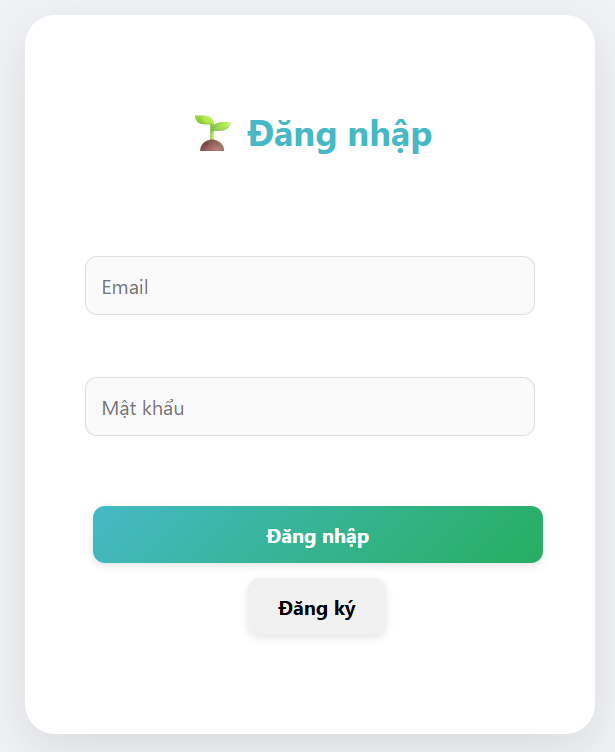 🌱 Đăng nhập
Email
Mật khẩu
Đăng nhập
Đăng ký